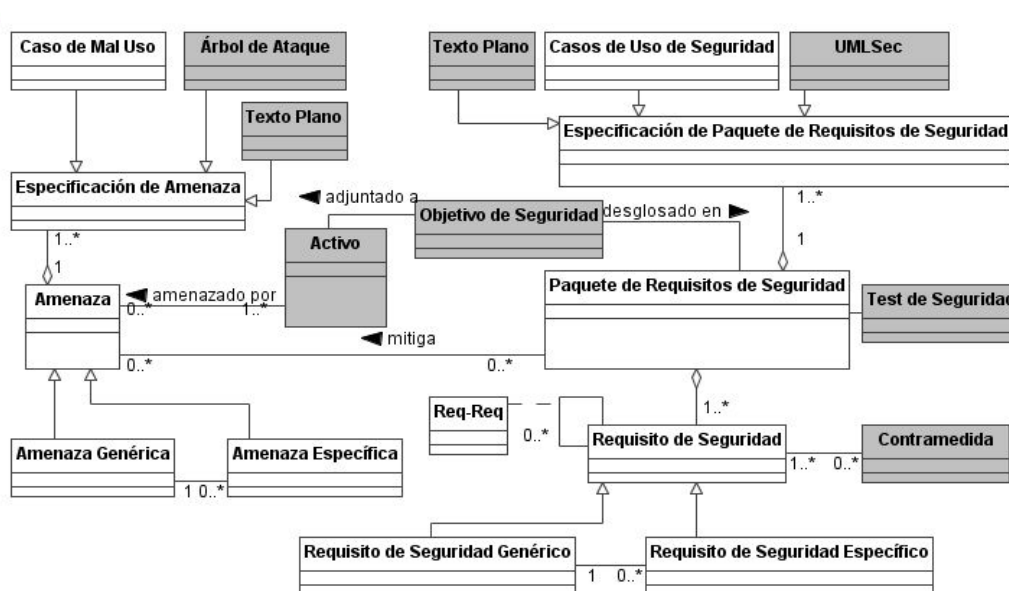 Caso de Mal Uso
Árbol de Ataque
Texto Plano
Casos de Uso de Seguridad
UMLSec
Texto Plano
Especificación de Paquete de Requisitos de Seguridad
Especificación de Amenaza
adjuntado a
Objetivo de Seguridad
desglosado en
1..*
1..*
1
Activo
1
Amenaza
amenazado por
0..*
1..*
Paquete de Requisitos de Seguridad
Test de Seguridad
mitiga
0..*
0..*
1..*
Req-Req
0..*
Requisito de Seguridad
Contramedida
1..*
0..*
Amenaza Genérica
Amenaza Específica
1 0..*
Requisito de Seguridad Genérico
Requisito de Seguridad Específico
1
0..*